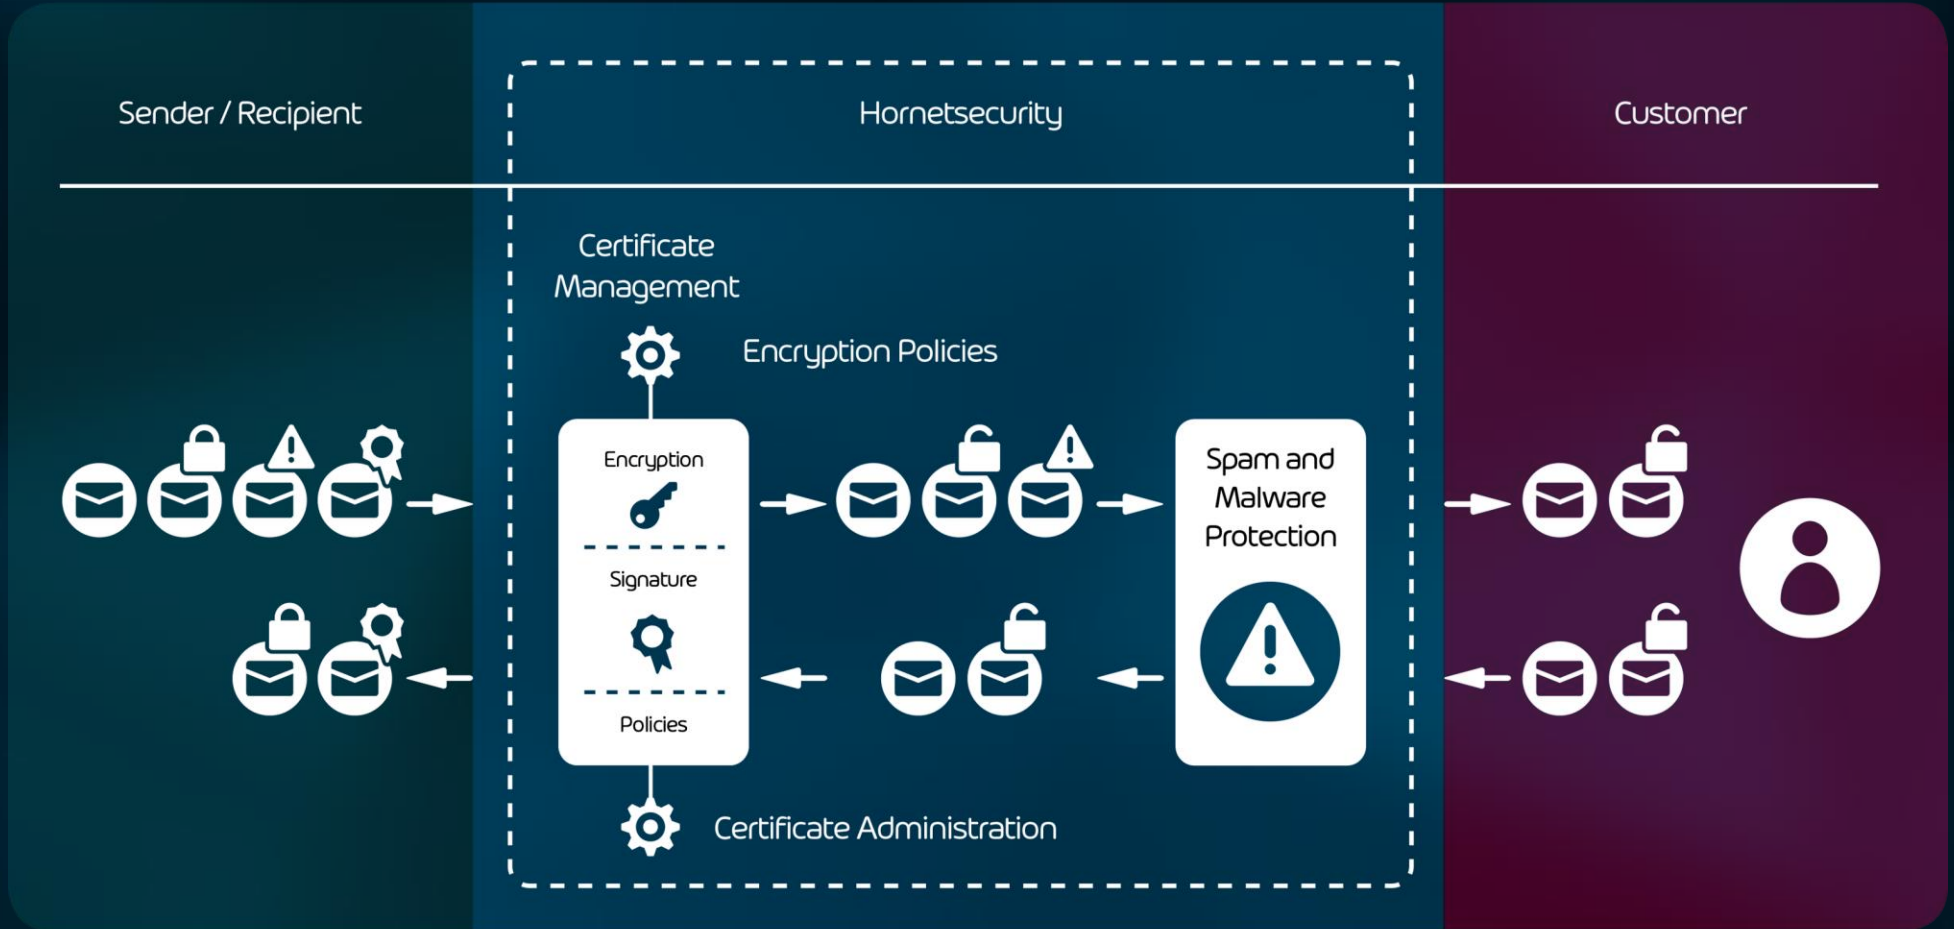 Sender / Recipient
Hornetsecurity
Customer
Certificate
Management
Encryption Policies
Encryption
Signature
Policies
Spam and
Malware
Protection
Certificate Administration